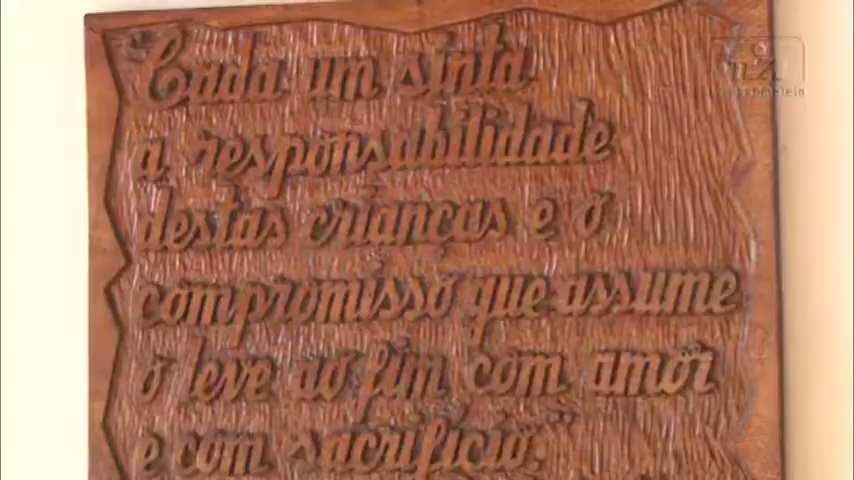 Cada um sinta
a responsabilidade
destas crianças e o
compromisso que assume
o leve ao fim com amor
e com sacrifício.